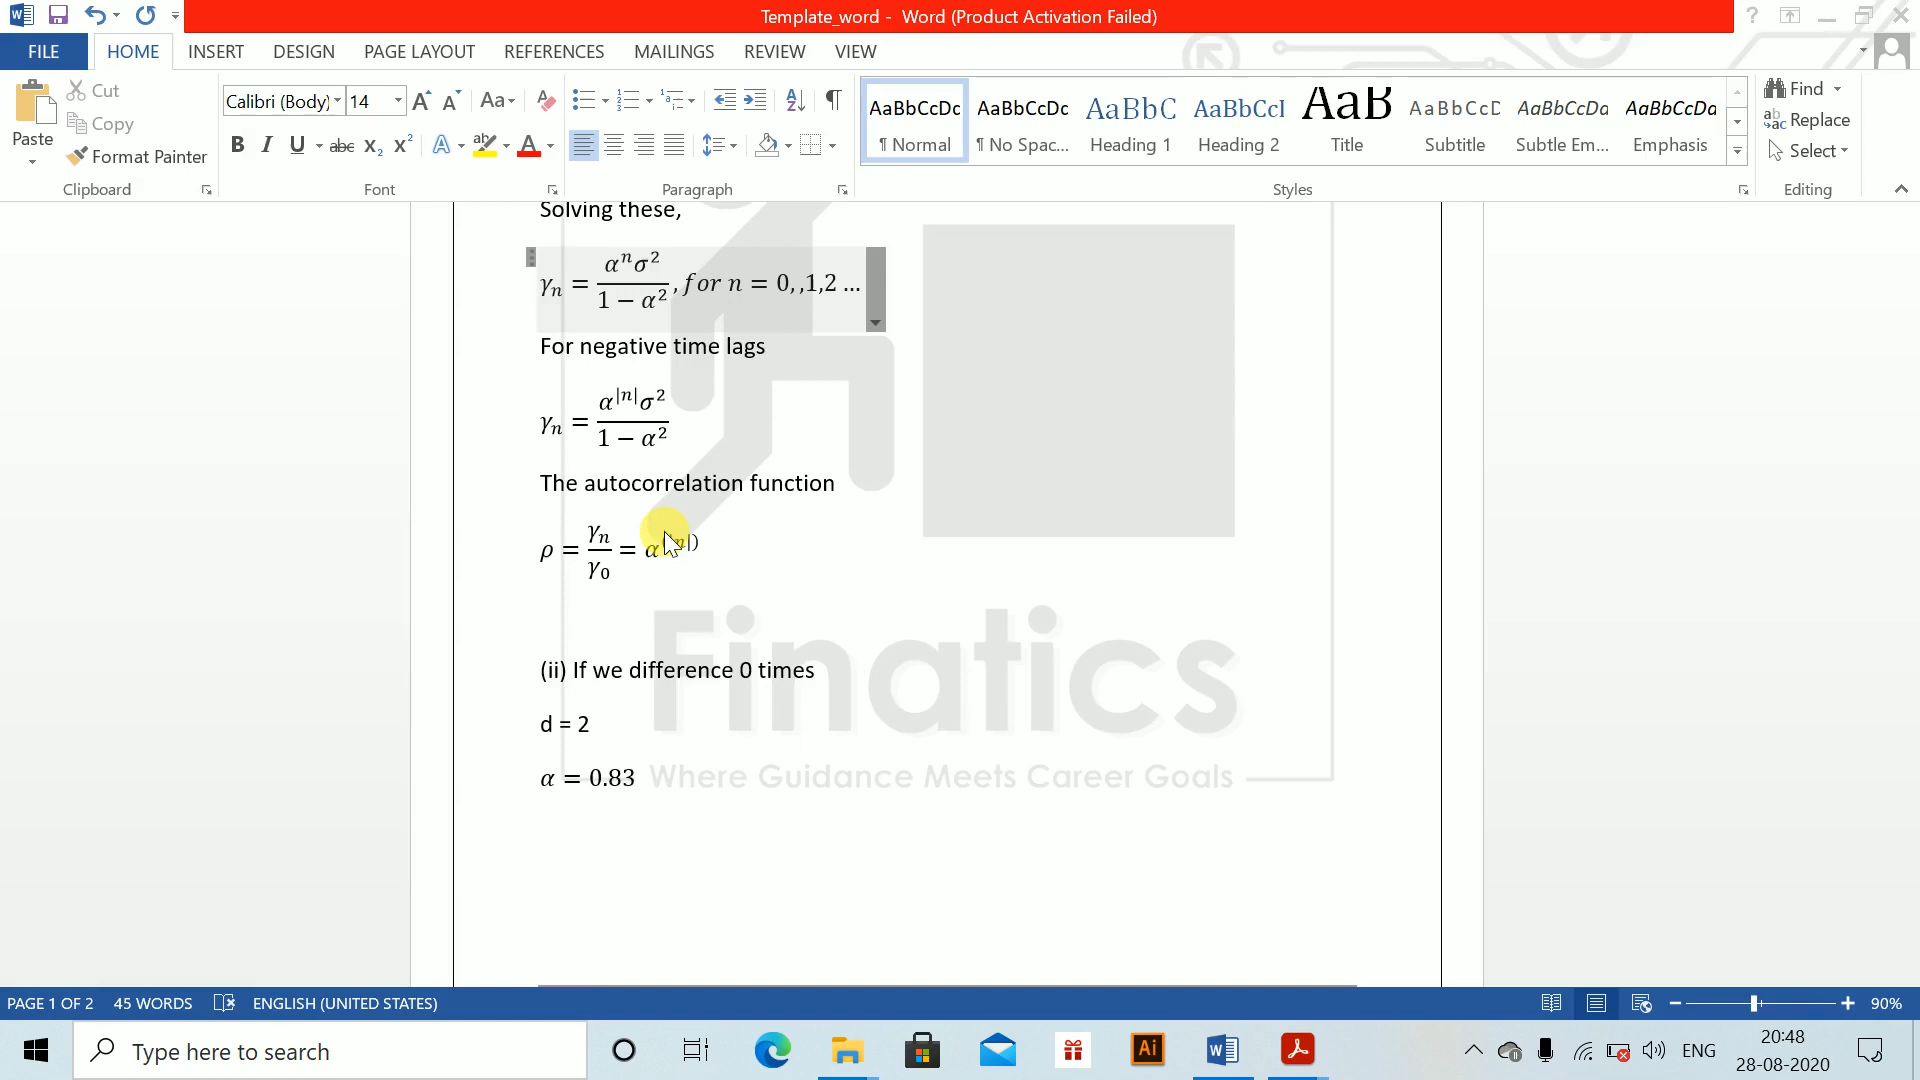 Template_word - Word (Product Activation Failed)
FILE HOME INSERT DESIGN PAGE LAYOUT REFERENCES MAILINGS REVIEW VIEW
Paste
Cut
Copy
Format Painter
Clipboard
Calibri (Body) 14
Font
Paragraph
AaBbCcDc AaBbCcDc AaBbC AaBbCcI AaB AaBbCcD AaBbCcDa AaBbCcDa
¶ Normal ¶ No Spac... Heading 1 Heading 2 Title Subtitle Subtle Em... Emphasis
Styles
Find
Replace
Select
Editing
Solving these,
γₙ = αⁿσ² / 1 − α² , for n = 0, ,1,2 ...
For negative time lags
γₙ = α^|n|σ² / 1 − α²
The autocorrelation function
ρ = γₙ / γ₀ = α
(ii) If we difference 0 times
d = 2
α = 0.83
Finatics
Where Guidance Meets Career Goals
PAGE 1 OF 2 45 WORDS ENGLISH (UNITED STATES) 90%
Type here to search
Ai
ENG
20:48
28-08-2020